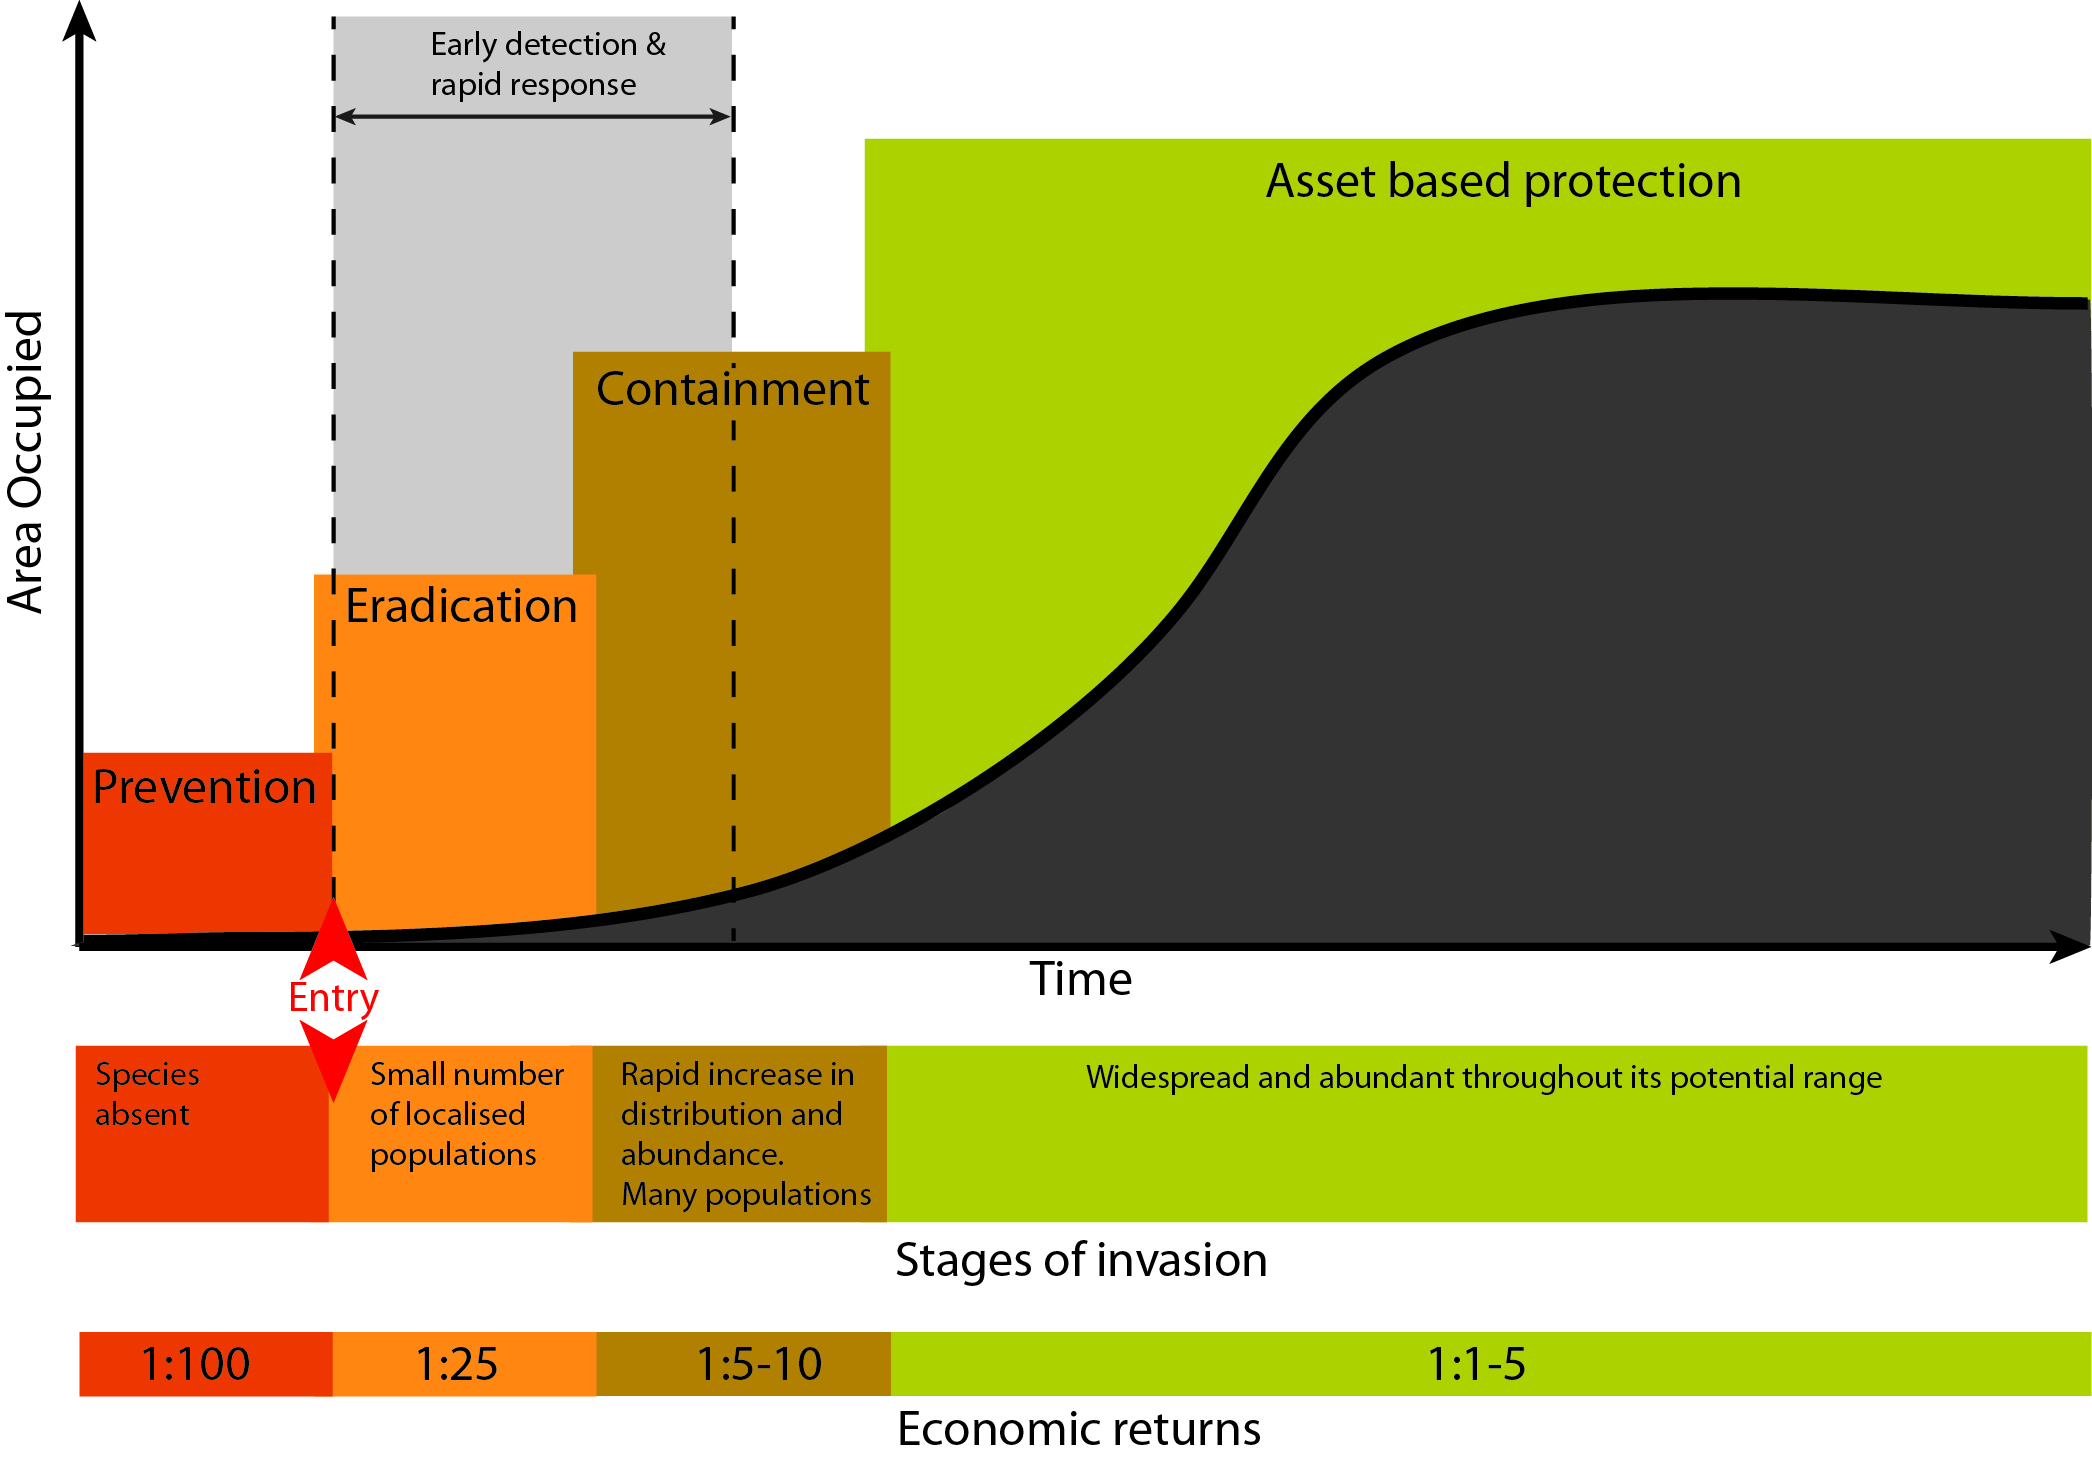 Early detection &
rapid response
Asset based protection
Area Occupied
Containment
Eradication
Prevention
Time
Entry
Species
absent
Small number
of localised
populations
Rapid increase in
distribution and
abundance.
Many populations
Widespread and abundant throughout its potential range
Stages of invasion
1:100
1:25
1:5-10
1:1-5
Economic returns